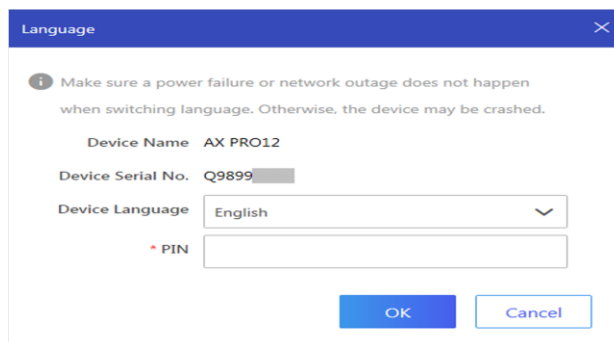 Language
Make sure a power failure or network outage does not happen
when switching language. Otherwise, the device may be crashed.
Device Name AX PRO12
Device Serial No. Q9899
Device Language English
* PIN
OK Cancel